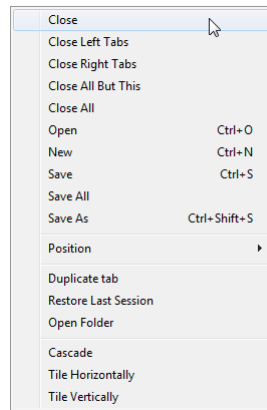 Close
Close Left Tabs
Close Right Tabs
Close All But This
Close All
Open Ctrl+O
New Ctrl+N
Save Ctrl+S
Save All
Save As Ctrl+Shift+S
Position
Duplicate tab
Restore Last Session
Open Folder
Cascade
Tile Horizontally
Tile Vertically